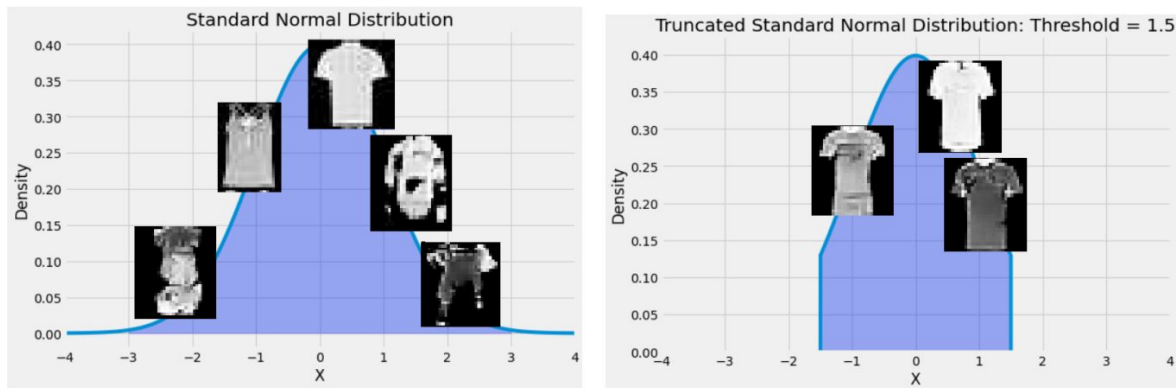 Standard Normal Distribution
0.40
0.35
0.30
0.25
0.20
0.15
0.10
0.05
0.00
Density
−4 −3 −2 −1 0 1 2 3 4
X
Truncated Standard Normal Distribution: Threshold = 1.5
0.40
0.35
0.30
0.25
0.20
0.15
0.10
0.05
0.00
Density
−4 −3 −2 −1 0 1 2 3 4
X